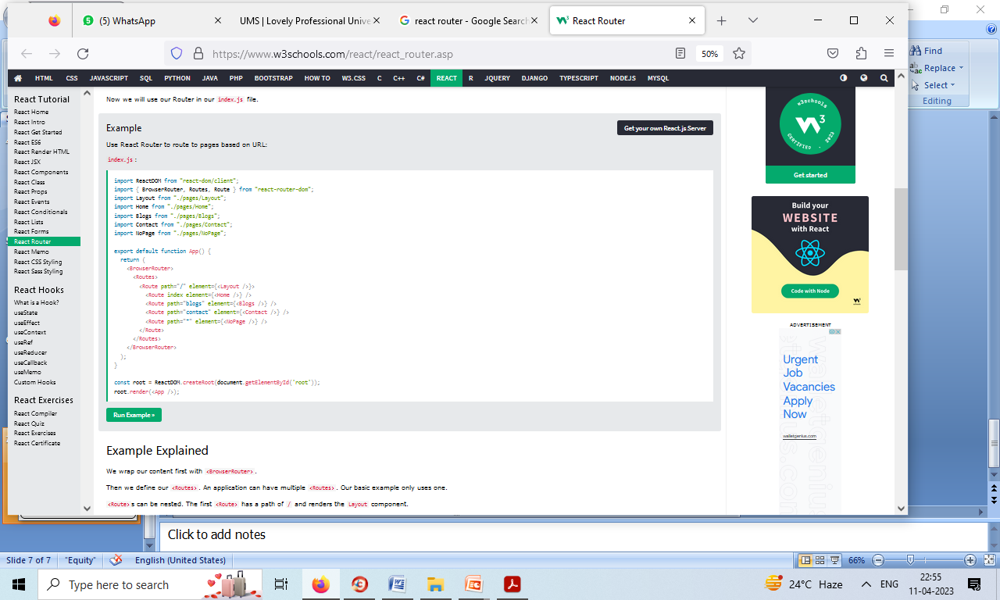 (5) WhatsApp
UMS | Lovely Professional Unive
react router - Google Search
React Router
https://www.w3schools.com/react/react_router.asp
50%
HTML CSS JAVASCRIPT SQL PYTHON JAVA PHP BOOTSTRAP HOW TO W3.CSS C C++ C# REACT R JQUERY DJANGO TYPESCRIPT NODEJS MYSQL
React Tutorial
React Home
React Intro
React Get Started
React ES6
React Render HTML
React JSX
React Components
React Class
React Props
React Events
React Conditionals
React Lists
React Forms
React Router
React Memo
React CSS Styling
React Sass Styling
React Hooks
What is a Hook?
useState
useEffect
useContext
useRef
useReducer
useCallback
useMemo
Custom Hooks
React Exercises
React Compiler
React Quiz
React Exercises
React Certificate
Now we will use our Router in our index.js file.
Example
Get your own React.js Server
Use React Router to route to pages based on URL:
index.js:
import ReactDOM from "react-dom/client";
import { BrowserRouter, Routes, Route } from "react-router-dom";
import Layout from "./pages/Layout";
import Home from "./pages/Home";
import Blogs from "./pages/Blogs";
import Contact from "./pages/Contact";
import NoPage from "./pages/NoPage";
export default function App() {
return (
<BrowserRouter>
<Routes>
<Route path="/" element={<Layout />}>
<Route index element={<Home />} />
<Route path="blogs" element={<Blogs />} />
<Route path="contact" element={<Contact />} />
<Route path="*" element={<NoPage />} />
</Route>
</Routes>
</BrowserRouter>
);
}
const root = ReactDOM.createRoot(document.getElementById('root'));
root.render(<App />);
Run Example »
Example Explained
We wrap our content first with <BrowserRouter>.
Then we define our <Routes>. An application can have multiple <Routes>. Our basic example only uses one.
<Route>s can be nested. The first <Route> has a path of / and renders the Layout component.
w3schools
CERTIFIED . 2023
Get started
Build your
WEBSITE
with React
Code with Node
ADVERTISEMENT
Urgent
Job
Vacancies
Apply
Now
walletgenius.com
Find
Replace
Select
Editing
Click to add notes
Slide 7 of 7
"Equity"
English (United States)
66%
Type here to search
24°C Haze
ENG
22:55
11-04-2023